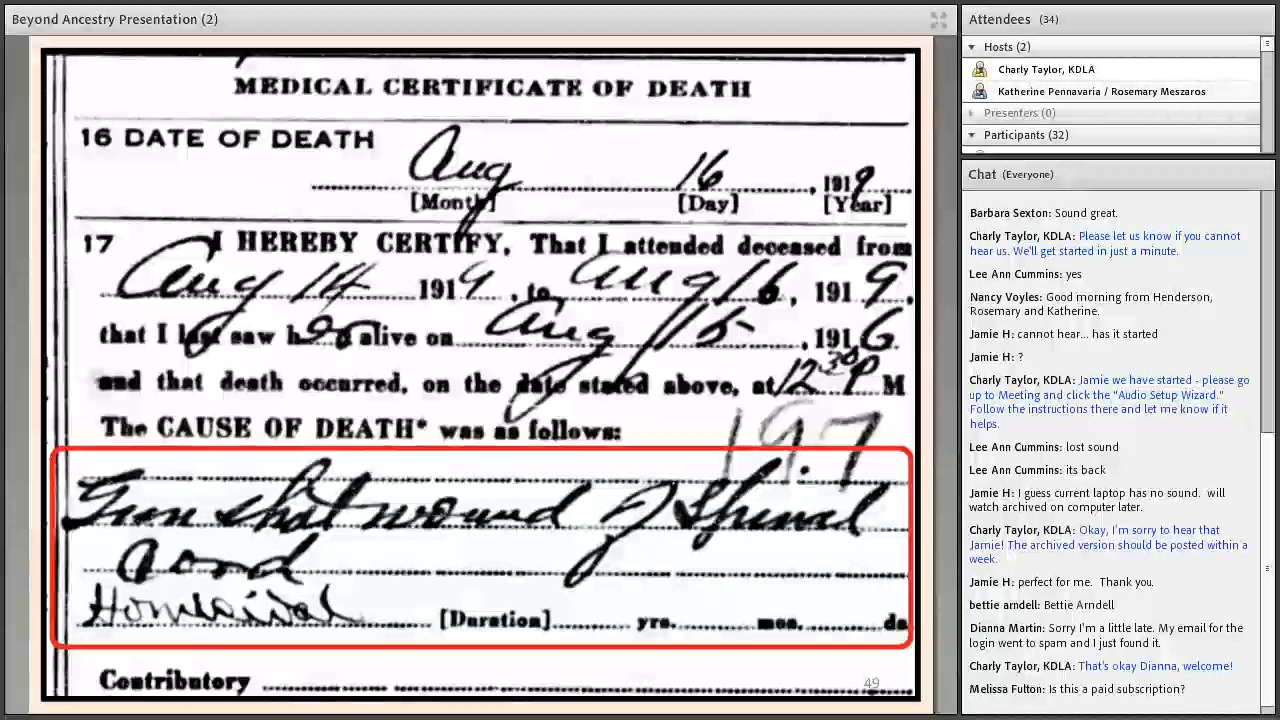 Beyond Ancestry Presentation (2)
MEDICAL CERTIFICATE OF DEATH
16 DATE OF DEATH
Aug 16, 1919
[Month] [Day] [Year]
17 I HEREBY CERTIFY, That I attended deceased from
Aug 14 1919, to Aug 16, 1919,
that I last saw h alive on Aug 15, 1916
and that death occurred, on the date stated above, at 12 30 P M
The CAUSE OF DEATH* was as follows:
197
Gun shot wound of Spinal
Cord
Homicidal [Duration] yrs. mos. ds
Contributory
49
Attendees (34)
Hosts (2)
Charly Taylor, KDLA
Katherine Pennavaria / Rosemary Meszaros
Presenters (0)
Participants (32)
Chat (Everyone)
Barbara Sexton: Sound great.
Charly Taylor, KDLA: Please let us know if you cannot
hear us. We'll get started in just a minute.
Lee Ann Cummins: yes
Nancy Voyles: Good morning from Henderson,
Rosemary and Katherine.
Jamie H.: cannot hear. has it started
Jamie H.: ?
Charly Taylor, KDLA: Jamie we have started - please go
up to Meeting and click the "Audio Setup Wizard."
Follow the instructions there and let me know if it
helps.
Lee Ann Cummins: lost sound
Lee Ann Cummins: its back
Jamie H.: I guess current laptop has no sound. will
watch archived on computer later.
Charly Taylor, KDLA: Okay, I'm sorry to hear that
Jamie! The archived version should be posted within a
week.
Jamie H.: perfect for me. Thank you.
bettie arndell: Bettie Arndell
Dianna Martin: Sorry I'm a little late. My email for the
login went to spam and I just found it.
Charly Taylor, KDLA: That's okay Dianna, welcome!
Melissa Fulton: Is this a paid subscription?